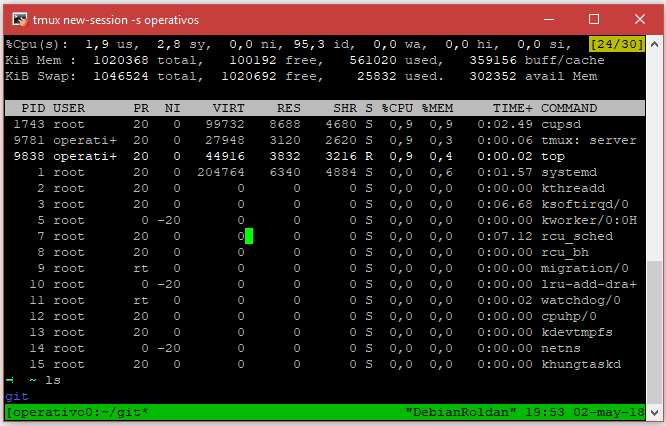 tmux new-session -s operativos
%Cpu(s):  1,9 us,  2,8 sy,  0,0 ni, 95,3 id,  0,0 wa,  0,0 hi,  0,0 si,  [24/30]
KiB Mem :  1020368 total,   100192 free,   561020 used,   359156 buff/cache
KiB Swap:  1046524 total,  1020692 free,    25832 used.   302352 avail Mem
PID USER      PR  NI    VIRT    RES    SHR S %CPU %MEM     TIME+ COMMAND
1743 root      20   0   99732   8688   4680 S  0,9  0,9   0:02.49 cupsd
9781 operati+  20   0   27948   3120   2620 S  0,9  0,3   0:00.06 tmux: server
9838 operati+  20   0   44916   3832   3216 R  0,9  0,4   0:00.02 top
1 root      20   0  204764   6340   4884 S  0,0  0,6   0:01.57 systemd
2 root      20   0       0      0      0 S  0,0  0,0   0:00.00 kthreadd
3 root      20   0       0      0      0 S  0,0  0,0   0:06.68 ksoftirqd/0
5 root       0 -20       0      0      0 S  0,0  0,0   0:00.00 kworker/0:0H
7 root      20   0       0      0      0 S  0,0  0,0   0:07.12 rcu_sched
8 root      20   0       0      0      0 S  0,0  0,0   0:00.00 rcu_bh
9 root      rt   0       0      0      0 S  0,0  0,0   0:00.00 migration/0
10 root       0 -20       0      0      0 S  0,0  0,0   0:00.00 lru-add-dra+
11 root      rt   0       0      0      0 S  0,0  0,0   0:00.02 watchdog/0
12 root      20   0       0      0      0 S  0,0  0,0   0:00.00 cpuhp/0
13 root      20   0       0      0      0 S  0,0  0,0   0:00.00 kdevtmpfs
14 root       0 -20       0      0      0 S  0,0  0,0   0:00.00 netns
15 root      20   0       0      0      0 S  0,0  0,0   0:00.00 khungtaskd
~ ls
git
[operativo0:~/git* "DebianRoldan" 19:53 02-may-18